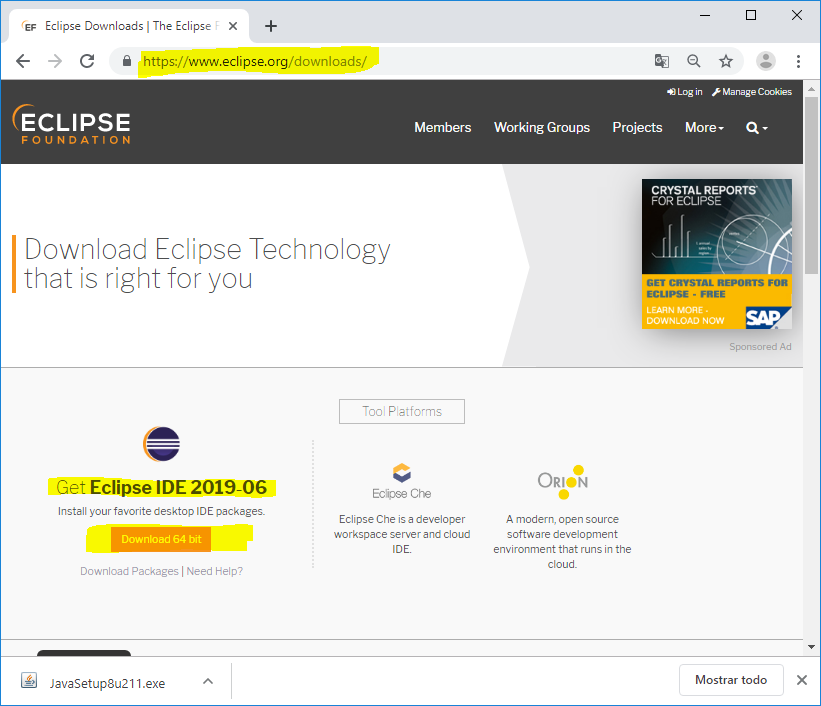 EF Eclipse Downloads | The Eclipse F
https://www.eclipse.org/downloads/
Log in Manage Cookies
ECLIPSE
FOUNDATION
Members Working Groups Projects More
CRYSTAL REPORTS
FOR ECLIPSE
GET CRYSTAL REPORTS FOR
ECLIPSE - FREE
LEARN MORE -
DOWNLOAD NOW
SAP
Sponsored Ad
Download Eclipse Technology
that is right for you
Tool Platforms
Get Eclipse IDE 2019-06
Install your favorite desktop IDE packages.
Download 64 bit
Download Packages | Need Help?
Eclipse Che
Eclipse Che is a developer
workspace server and cloud
IDE.
ORION
A modern, open source
software development
environment that runs in the
cloud.
JavaSetup8u211.exe
Mostrar todo